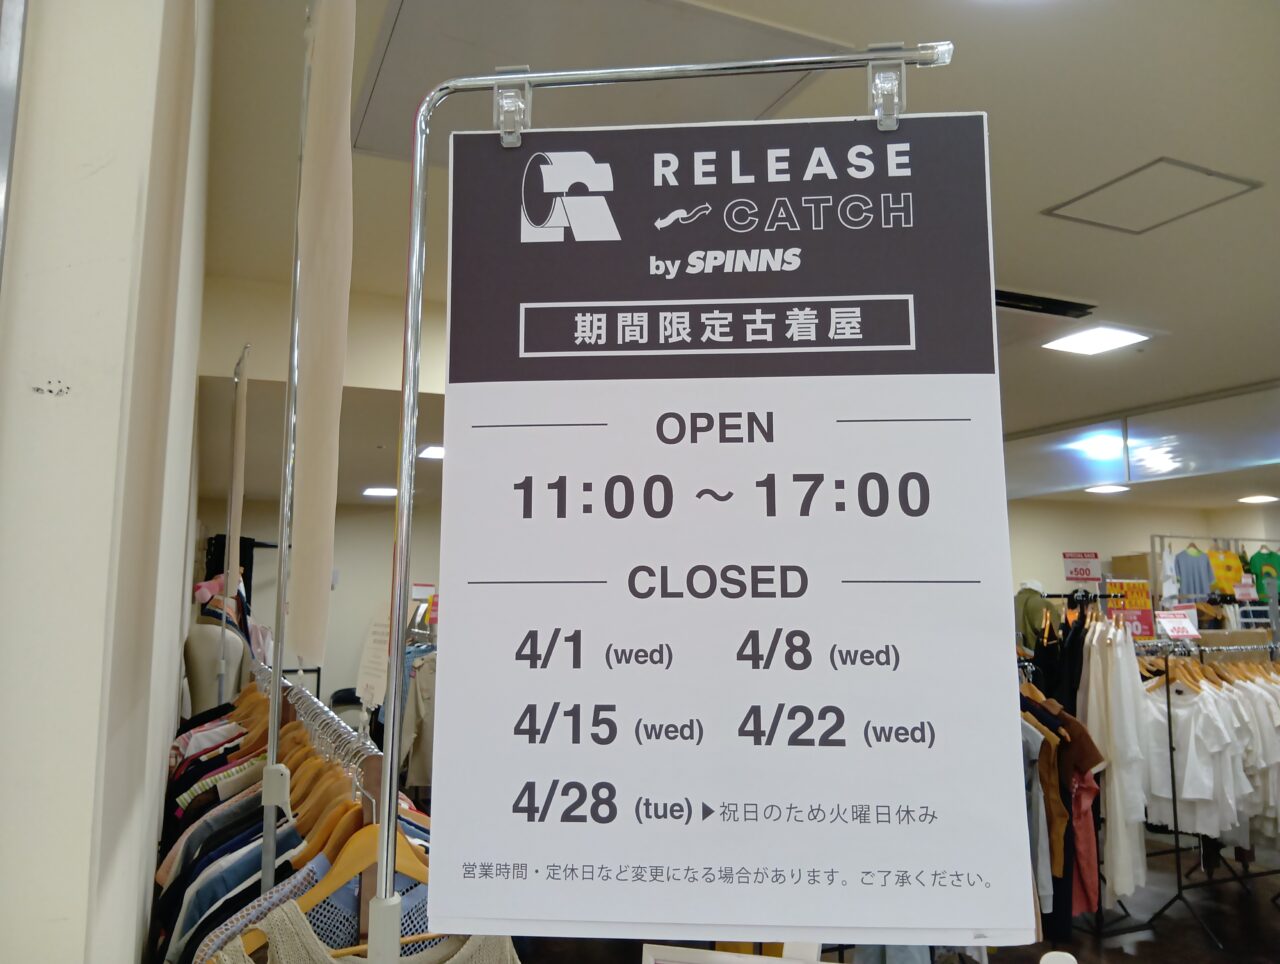 RELEASE
CATCH
by SPINNS
期間限定古着屋
OPEN
11:00 〜 17:00
CLOSED
4/1 (wed) 4/8 (wed)
4/15 (wed) 4/22 (wed)
4/28 (tue) ▶祝日のため火曜日休み
営業時間・定休日など変更になる場合があります。ご了承ください。
¥500
¥500